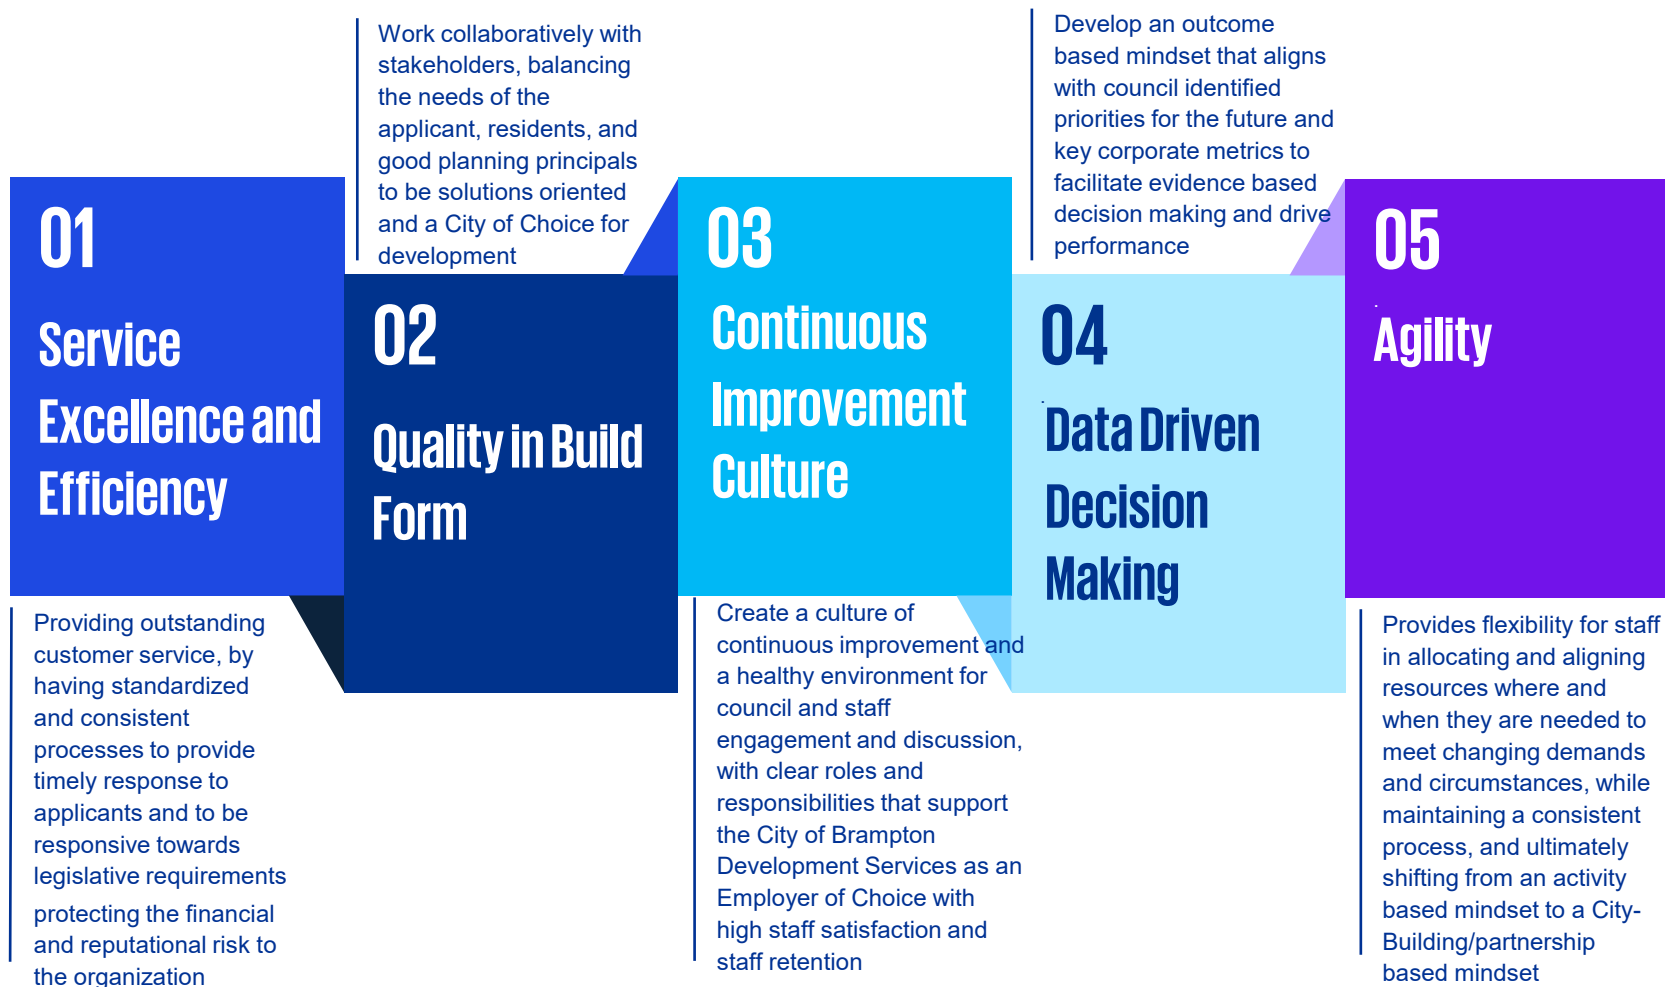 01
Service
Excellence and
Efficiency
Providing outstanding
customer service, by
having standardized
and consistent
processes to provide
timely response to
applicants and to be
responsive towards
legislative requirements
protecting the financial
and reputational risk to
the organization
Work collaboratively with
stakeholders, balancing
the needs of the
applicant, residents, and
good planning principals
to be solutions oriented
and a City of Choice for
development
02
Quality in Build
Form
03
Continuous
Improvement
Culture
Create a culture of
continuous improvement and
a healthy environment for
council and staff
engagement and discussion,
with clear roles and
responsibilities that support
the City of Brampton
Development Services as an
Employer of Choice with
high staff satisfaction and
staff retention
Develop an outcome
based mindset that aligns
with council identified
priorities for the future and
key corporate metrics to
facilitate evidence based
decision making and drive
performance
04
Data Driven
Decision
Making
05
Agility
Provides flexibility for staff
in allocating and aligning
resources where and
when they are needed to
meet changing demands
and circumstances, while
maintaining a consistent
process, and ultimately
shifting from an activity
based mindset to a City-
Building/partnership
based mindset